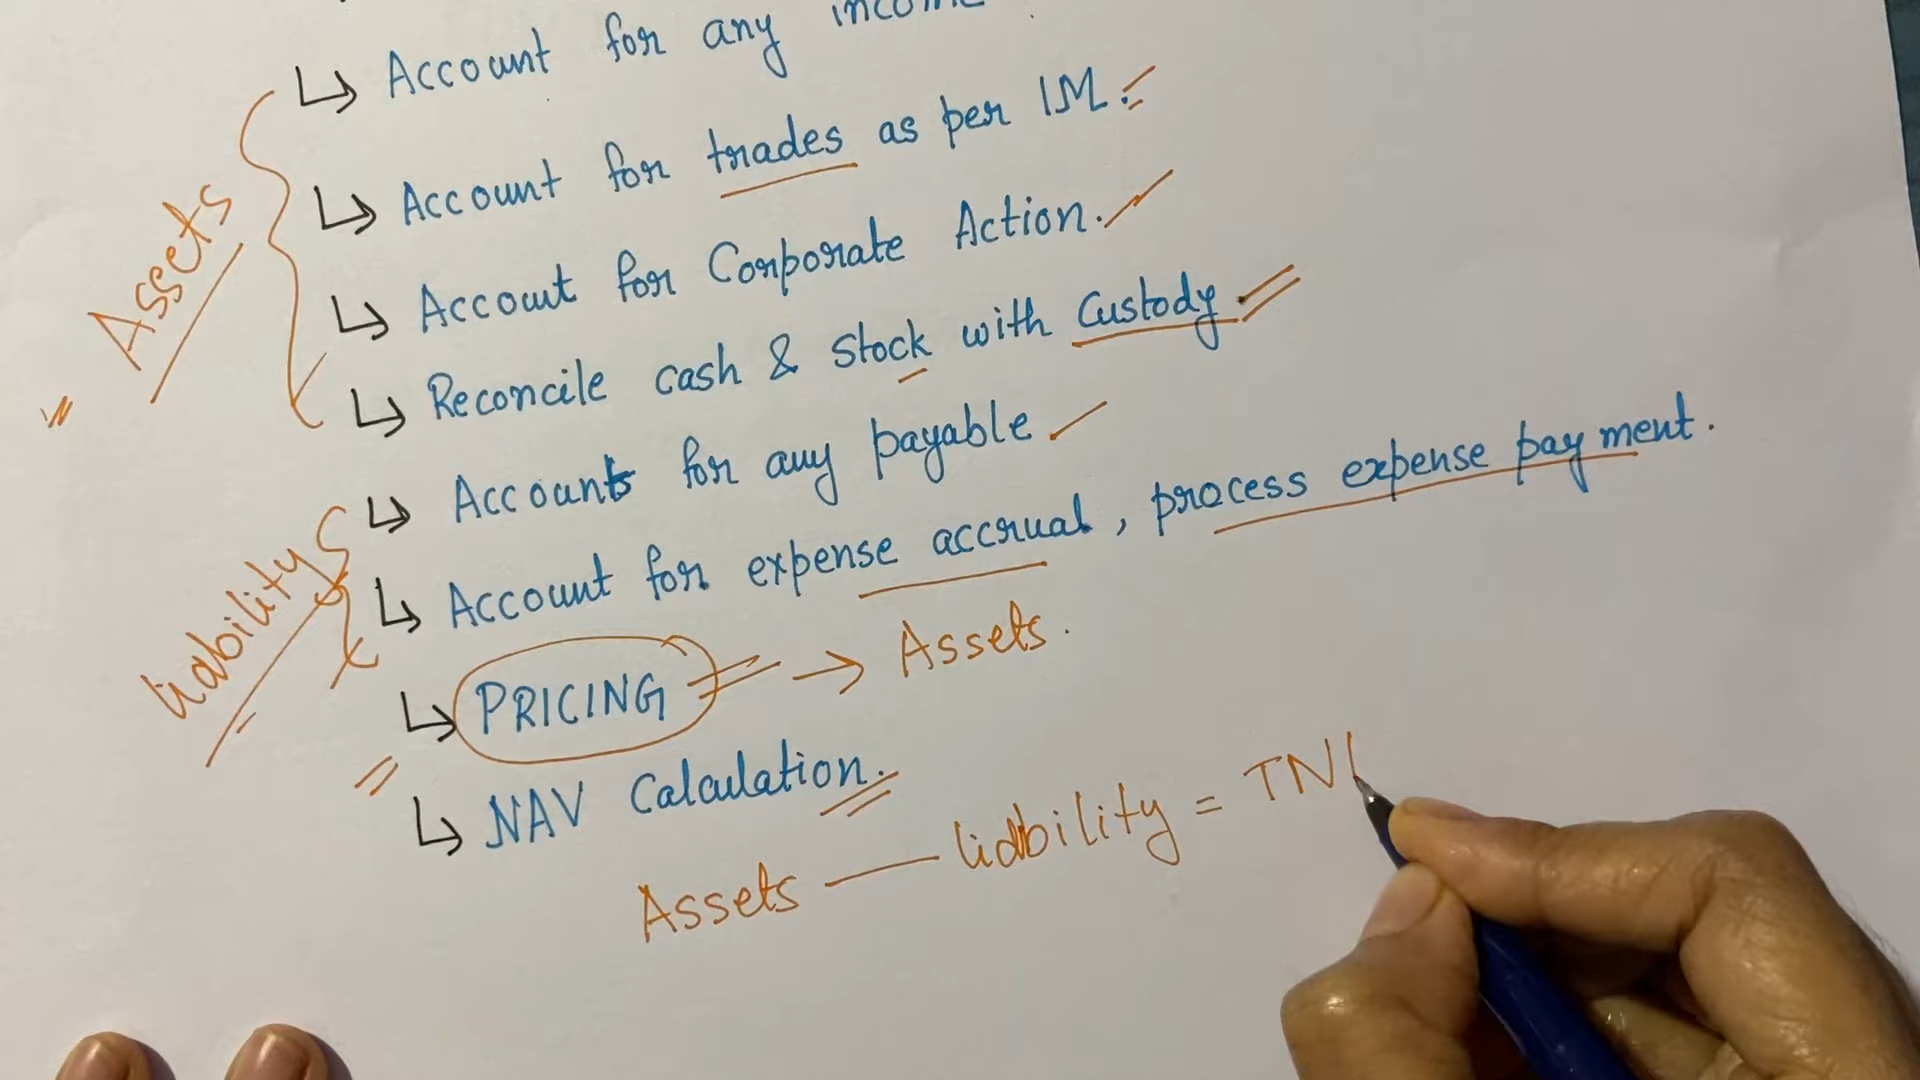 Account for any income
Account for trades as per IM.
Account for Corporate Action.
Assets
Reconcile cash & Stock with Custody
Accounts for any payable
Account for expense accrual, process expense payment.
liability
PRICING → Assets.
NAV Calculation.
Assets — liability = TN